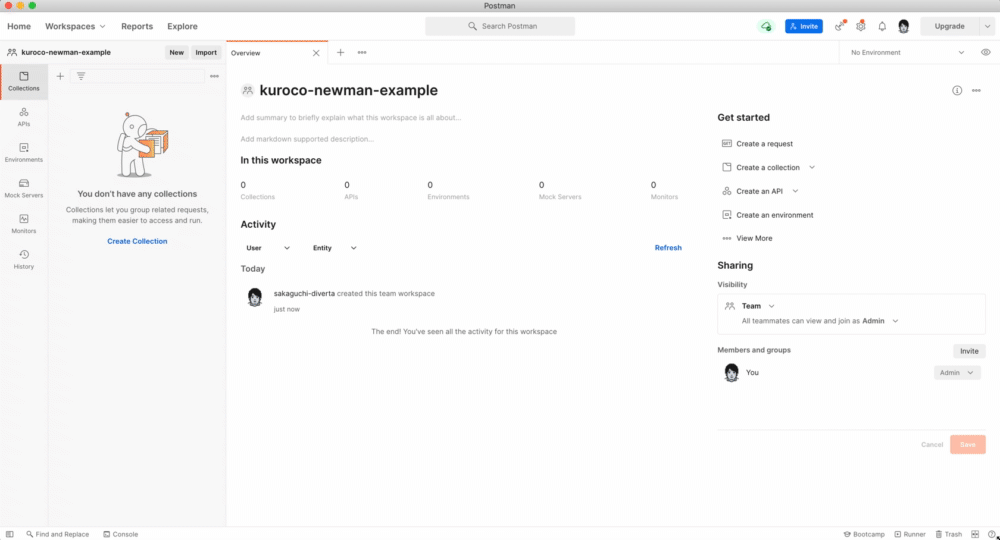 Postman
Home Workspaces Reports Explore Search Postman Invite Upgrade
kuroco-newman-example New Import Overview No Environment
Collections
APIs
Environments
Mock Servers
Monitors
History
You don't have any collections
Collections let you group related requests,
making them easier to access and run.
Create Collection
kuroco-newman-example
Add summary to briefly explain what this workspace is all about...
Add markdown supported description...
In this workspace
0 0 0 0 0
Collections APIs Environments Mock Servers Monitors
Activity
User Entity Refresh
Today
sakaguchi-diverta created this team workspace
just now
The end! You've seen all the activity for this workspace
Get started
GET Create a request
Create a collection
Create an API
Create an environment
View More
Sharing
Visibility
Team
All teammates can view and join as Admin
Members and groups Invite
You Admin
Cancel Save
Find and Replace Console Bootcamp Runner Trash